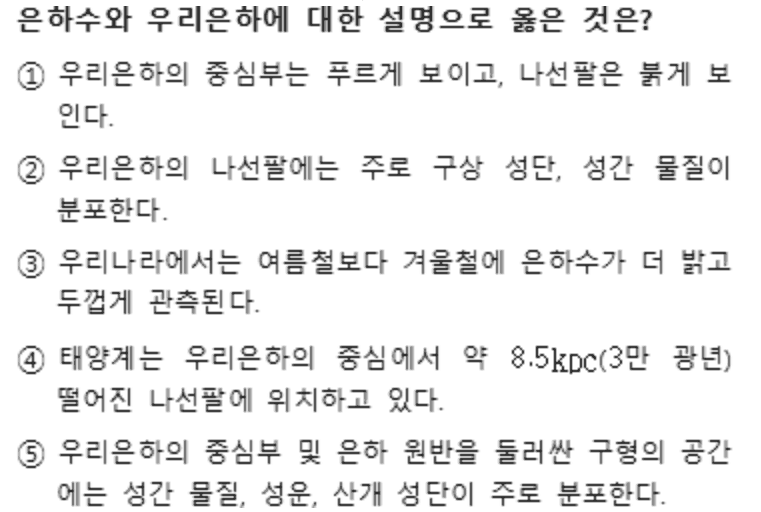 은하수와 우리은하에 대한 설명으로 옳은 것은?
① 우리은하의 중심부는 푸르게 보이고, 나선팔은 붉게 보
인다.
② 우리은하의 나선팔에는 주로 구상 성단, 성간 물질이
분포한다.
③ 우리나라에서는 여름철보다 겨울철에 은하수가 더 밝고
두껍게 관측된다.
④ 태양계는 우리은하의 중심에서 약 8.5kpc(3만 광년)
떨어진 나선팔에 위치하고 있다.
⑤ 우리은하의 중심부 및 은하 원반을 둘러싼 구형의 공간
에는 성간 물질, 성운, 산개 성단이 주로 분포한다.